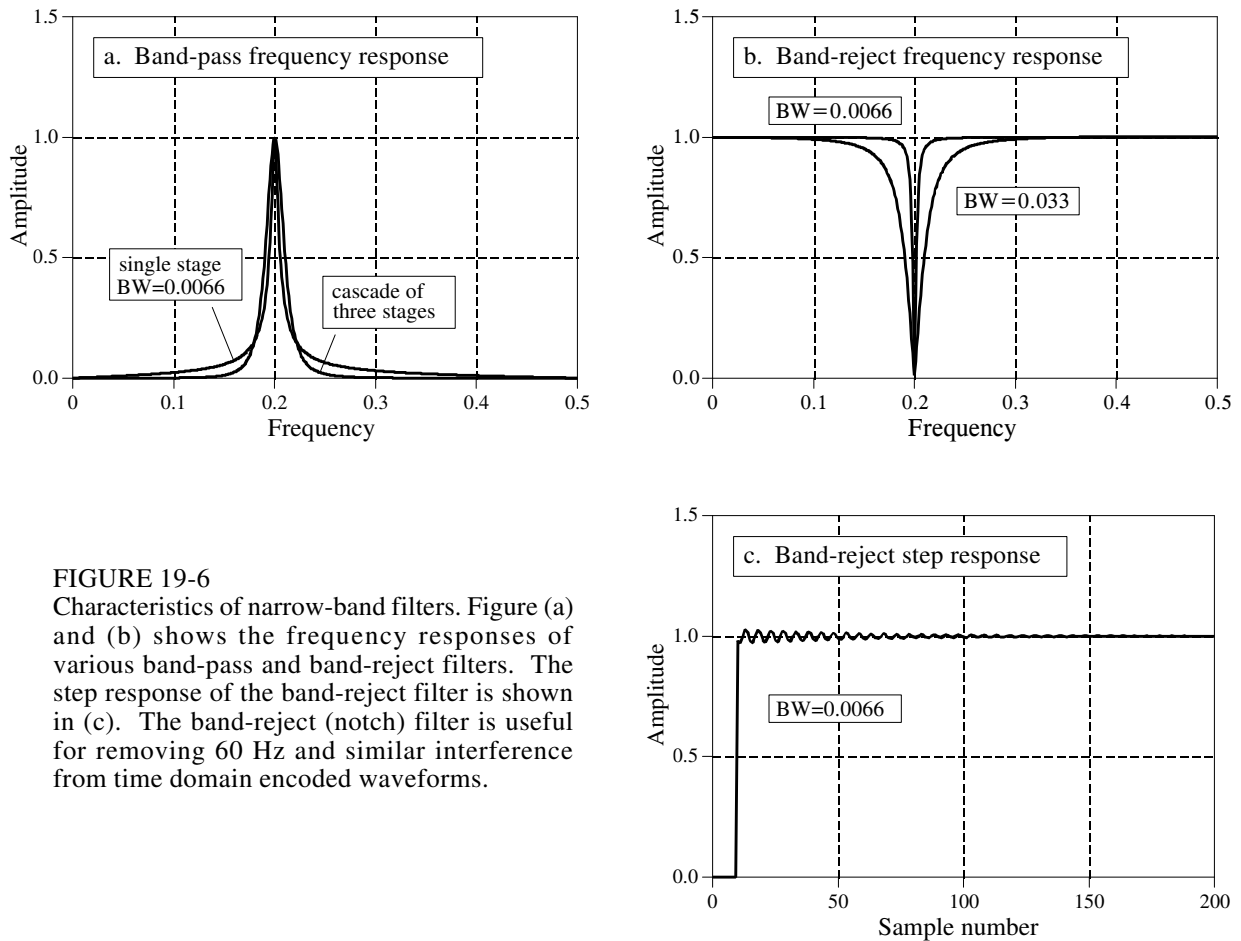 a. Band-pass frequency response
1.5
1.0
0.5
0.0
Amplitude
single stage
BW=0.0066
cascade of
three stages
0
0.1
0.2
0.3
0.4
0.5
Frequency
b. Band-reject frequency response
1.5
1.0
0.5
0.0
Amplitude
BW=0.0066
BW=0.033
0
0.1
0.2
0.3
0.4
0.5
Frequency
FIGURE 19-6
Characteristics of narrow-band filters. Figure (a)
and (b) shows the frequency responses of
various band-pass and band-reject filters. The
step response of the band-reject filter is shown
in (c). The band-reject (notch) filter is useful
for removing 60 Hz and similar interference
from time domain encoded waveforms.
c. Band-reject step response
1.5
1.0
0.5
0.0
Amplitude
BW=0.0066
0
50
100
150
200
Sample number